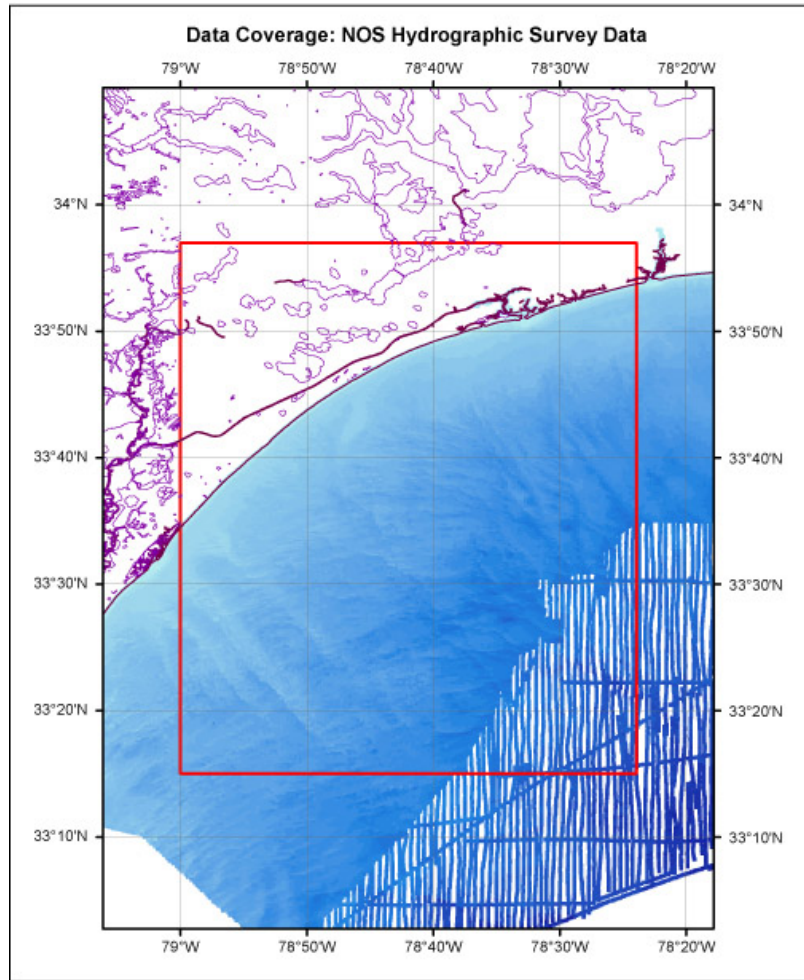 Data Coverage: NOS Hydrographic Survey Data
79°W 78°50'W 78°40'W 78°30'W 78°20'W
34°N 34°N
33°50'N 33°50'N
33°40'N 33°40'N
33°30'N 33°30'N
33°20'N 33°20'N
33°10'N 33°10'N
79°W 78°50'W 78°40'W 78°30'W 78°20'W